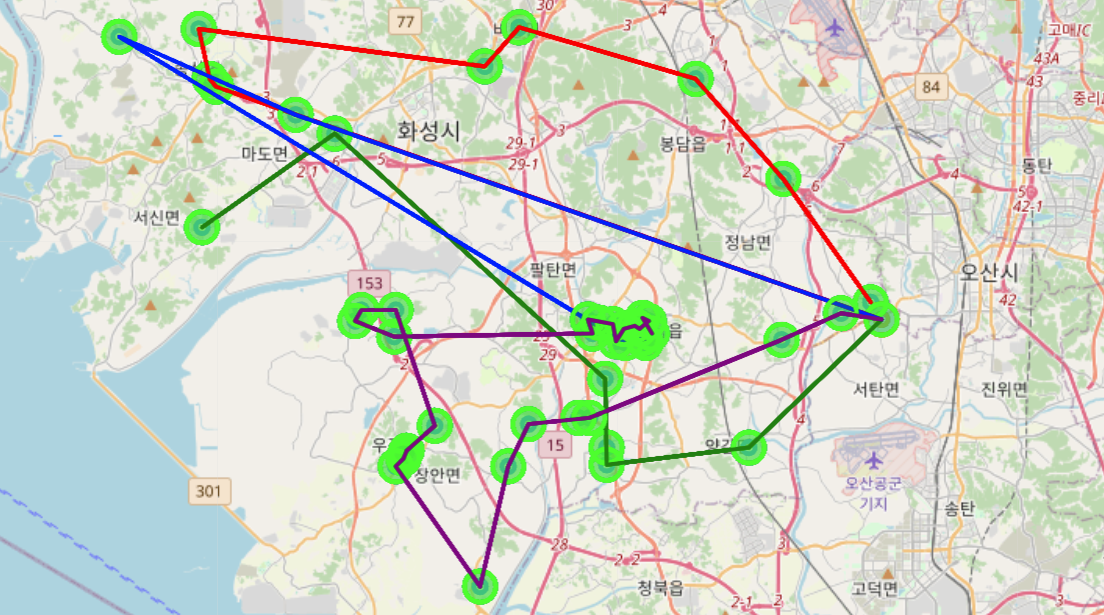 30
4
77
3
1
고매IC
43A
43
84
1
중리
3
3
화성시
29-1
3
29-1
봉담읍
1
1-1
7
마도면
2
1
6
5
2
6
4
동탄
5
42-1
서신면
정남면
오산시
팔탄면
153
42
29
29
2
서탄면
진위면
4
15
장안면
301
오산공군
기지
송탄
28
2
2
3
청북읍
고덕면
2-1
2
3